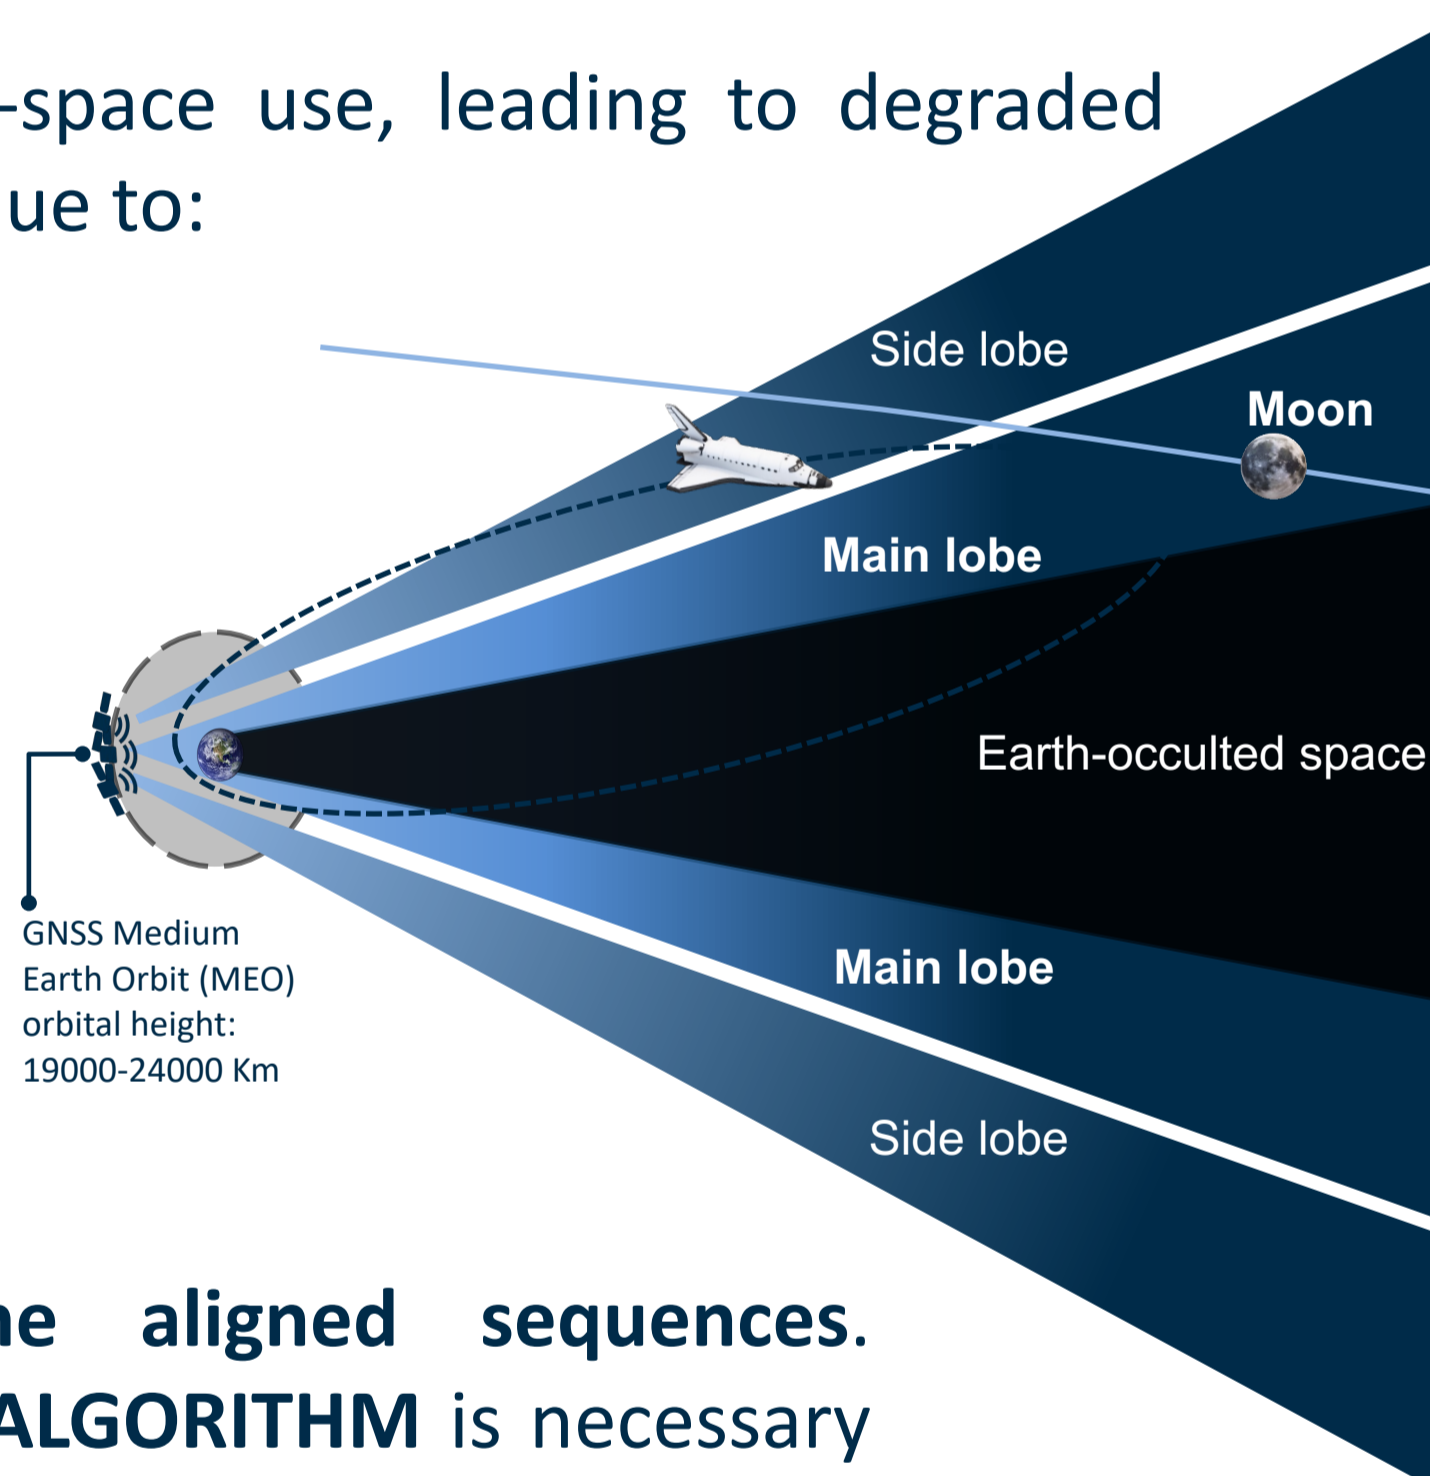 -space use, leading to degraded
ue to:
Side lobe
Moon
Main lobe
Earth-occulted space
GNSS Medium
Earth Orbit (MEO)
orbital height:
19000-24000 Km
Main lobe
Side lobe
ne aligned sequences.
ALGORITHM is necessary